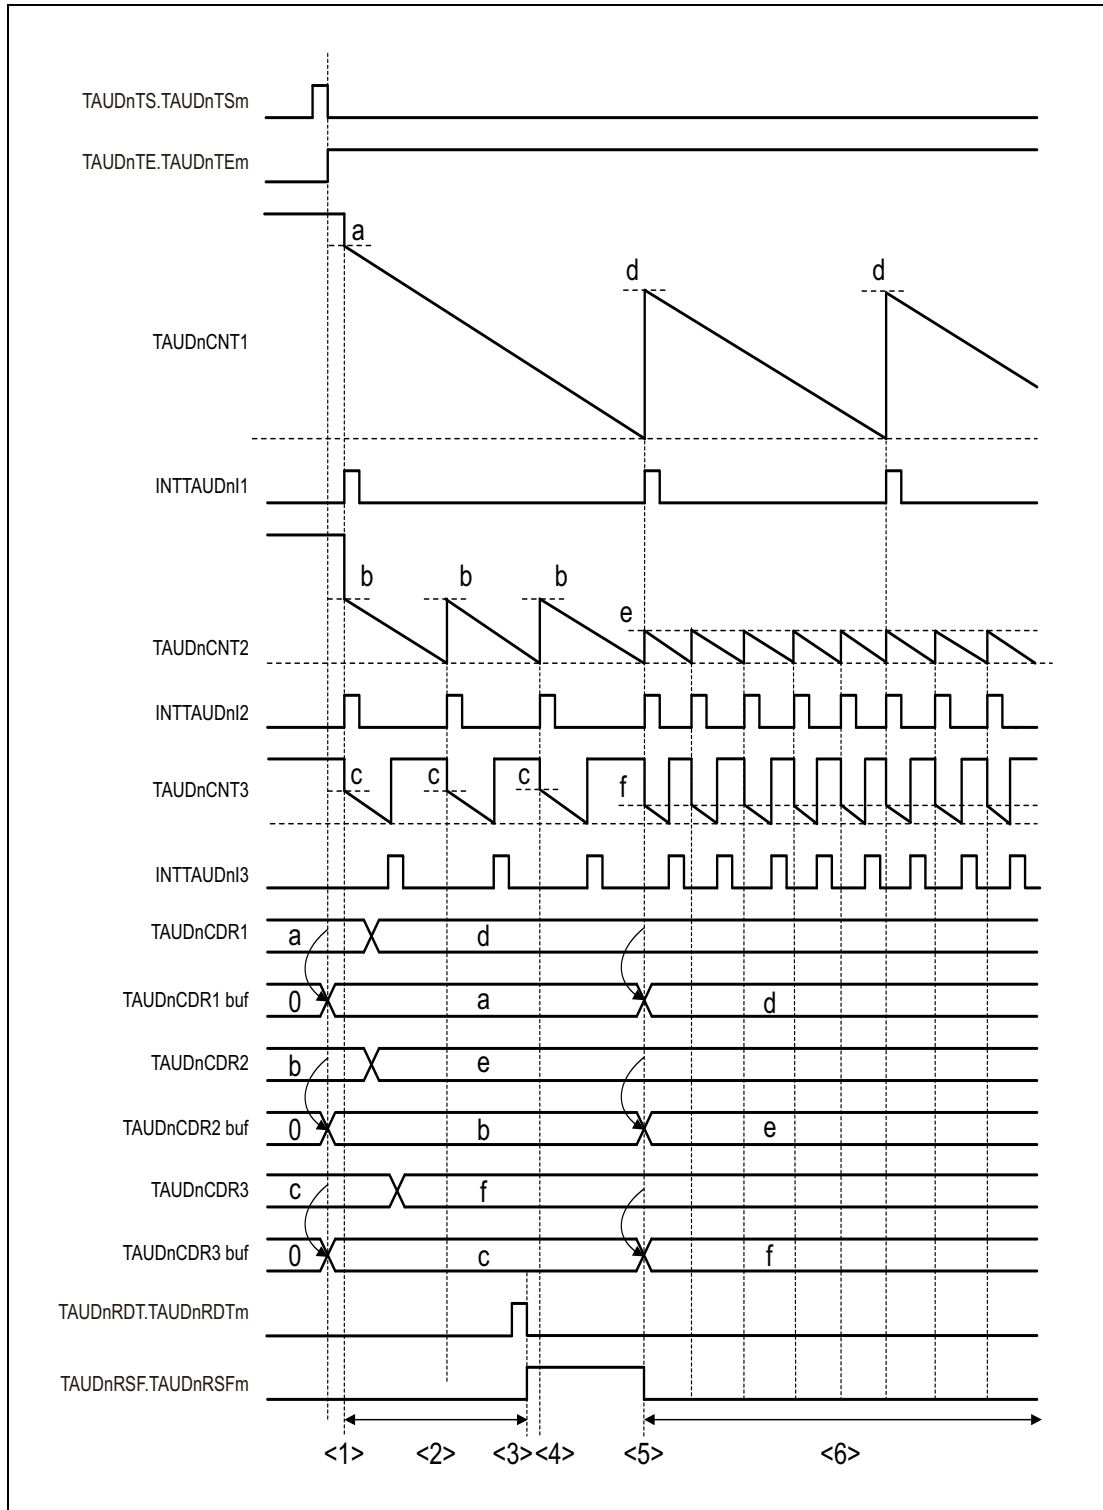 TAUDnTS.TAUDnTSm
TAUDnTE.TAUDnTEm
a
d d
TAUDnCNT1
INTTAUDnI1
b b b
e
TAUDnCNT2
INTTAUDnI2
c c c f
TAUDnCNT3
INTTAUDnI3
TAUDnCDR1
a d
TAUDnCDR1 buf
0 a d
TAUDnCDR2
b e
TAUDnCDR2 buf
0 b e
TAUDnCDR3
c f
TAUDnCDR3 buf
0 c f
TAUDnRDT.TAUDnRDTm
TAUDnRSF.TAUDnRSFm
<1> <2> <3> <4> <5> <6>